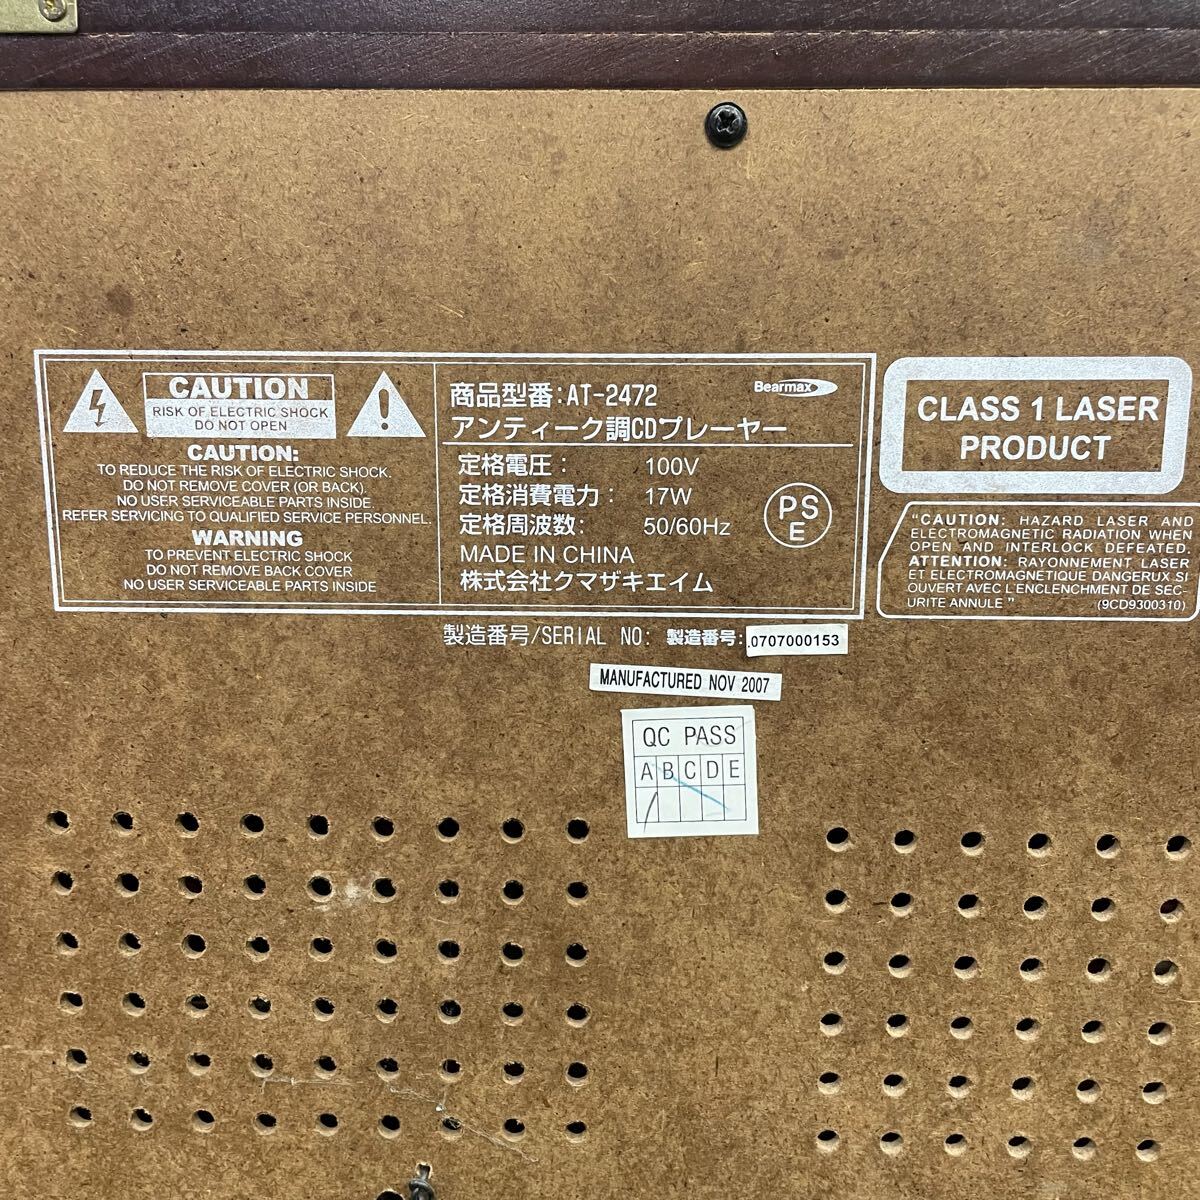 CAUTION
RISK OF ELECTRIC SHOCK
DO NOT OPEN
CAUTION:
TO REDUCE THE RISK OF ELECTRIC SHOCK.
DO NOT REMOVE COVER (OR BACK)
NO USER SERVICEABLE PARTS INSIDE.
REFER SERVICING TO QUALIFIED SERVICE PERSONNEL.
WARNING
TO PREVENT ELECTRIC SHOCK
DO NOT REMOVE BACK COVER
NO USER SERVICEABLE PARTS INSIDE
商品型番:AT-2472
Bearmax
アンティーク調CDプレーヤー
定格電圧: 100V
定格消費電力: 17W
定格周波数: 50/60Hz
MADE IN CHINA
株式会社クマザキエイム
PS
E
CLASS 1 LASER
PRODUCT
"CAUTION: HAZARD LASER AND
ELECTROMAGNETIC RADIATION WHEN
OPEN AND INTERLOCK DEFEATED.
ATTENTION: RAYONNEMENT LASER
ET ELECTROMAGNETIQUE DANGERUX SI
OUVERT AVEC L'ENCLENCHMENT DE SEC-
URITE ANNULE" (9CD9300310)
製造番号/SERIAL NO: 製造番号: .0707000153
MANUFACTURED NOV 2007
QC PASS
A B C D E